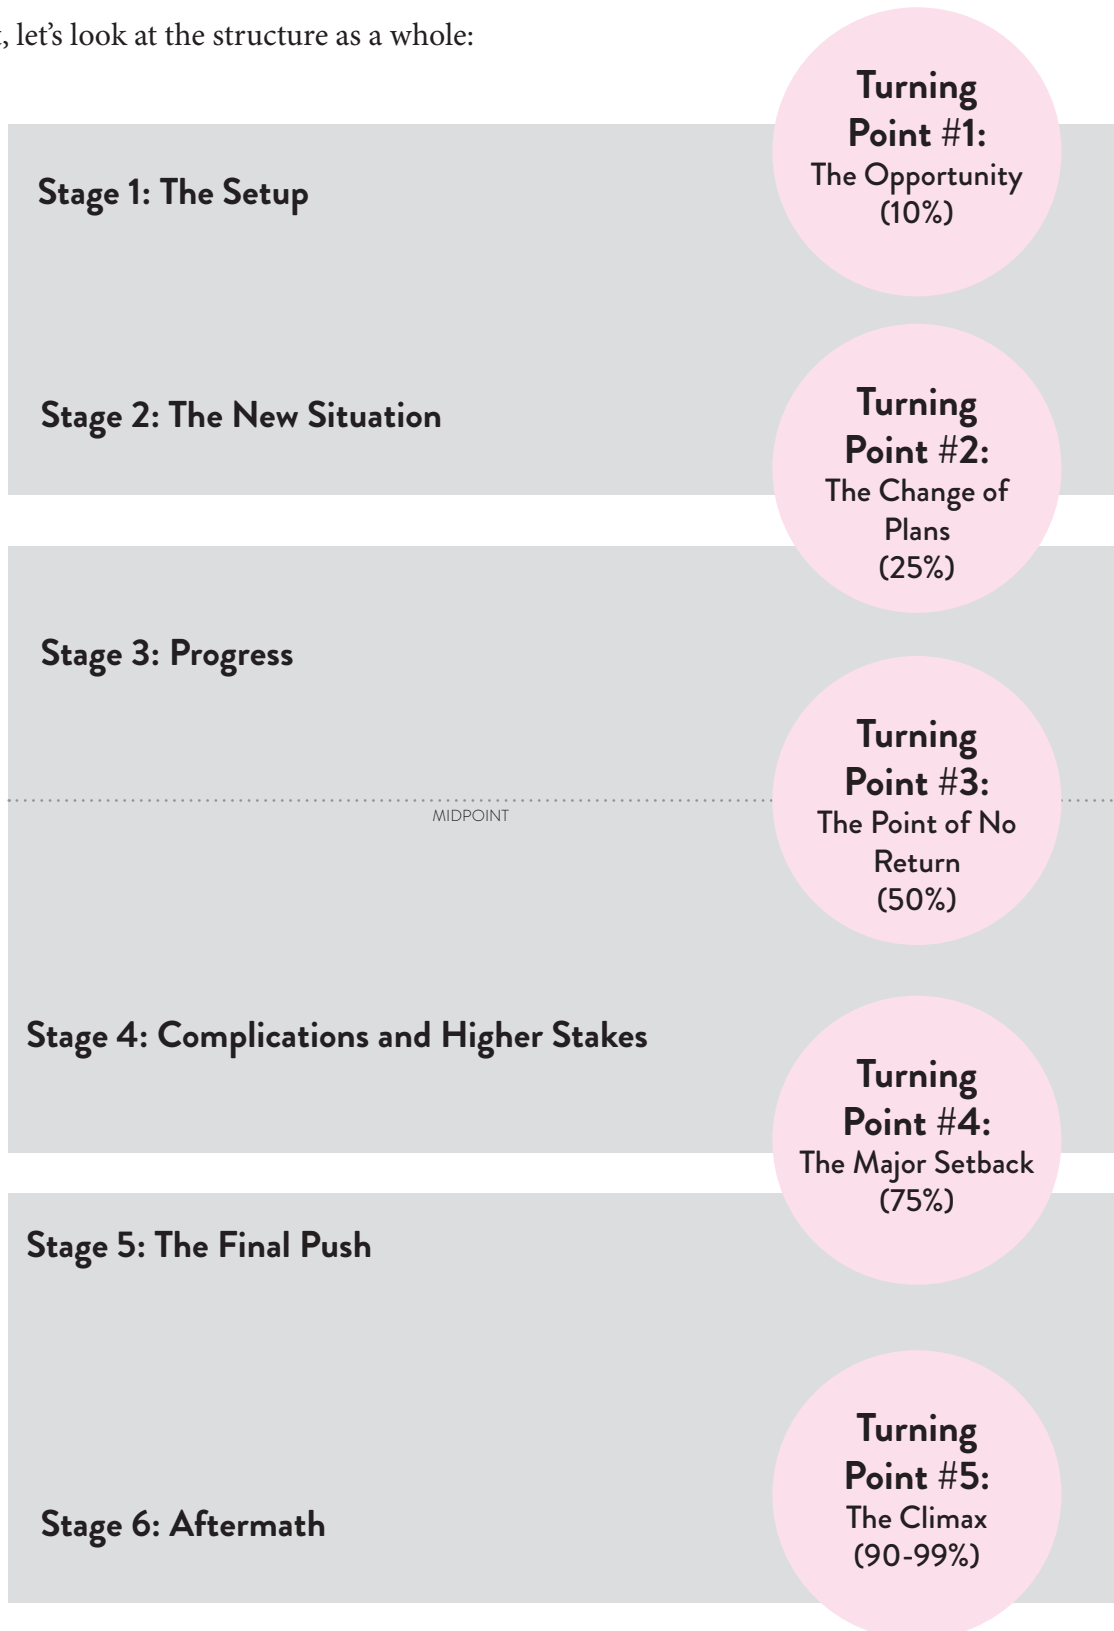 , let's look at the structure as a whole:
Turning
Point #1:
The Opportunity
(10%)
Stage 1: The Setup
Stage 2: The New Situation
Turning
Point #2:
The Change of
Plans
(25%)
Stage 3: Progress
Turning
Point #3:
The Point of No
Return
(50%)
MIDPOINT
Stage 4: Complications and Higher Stakes
Turning
Point #4:
The Major Setback
(75%)
Stage 5: The Final Push
Turning
Point #5:
The Climax
(90-99%)
Stage 6: Aftermath